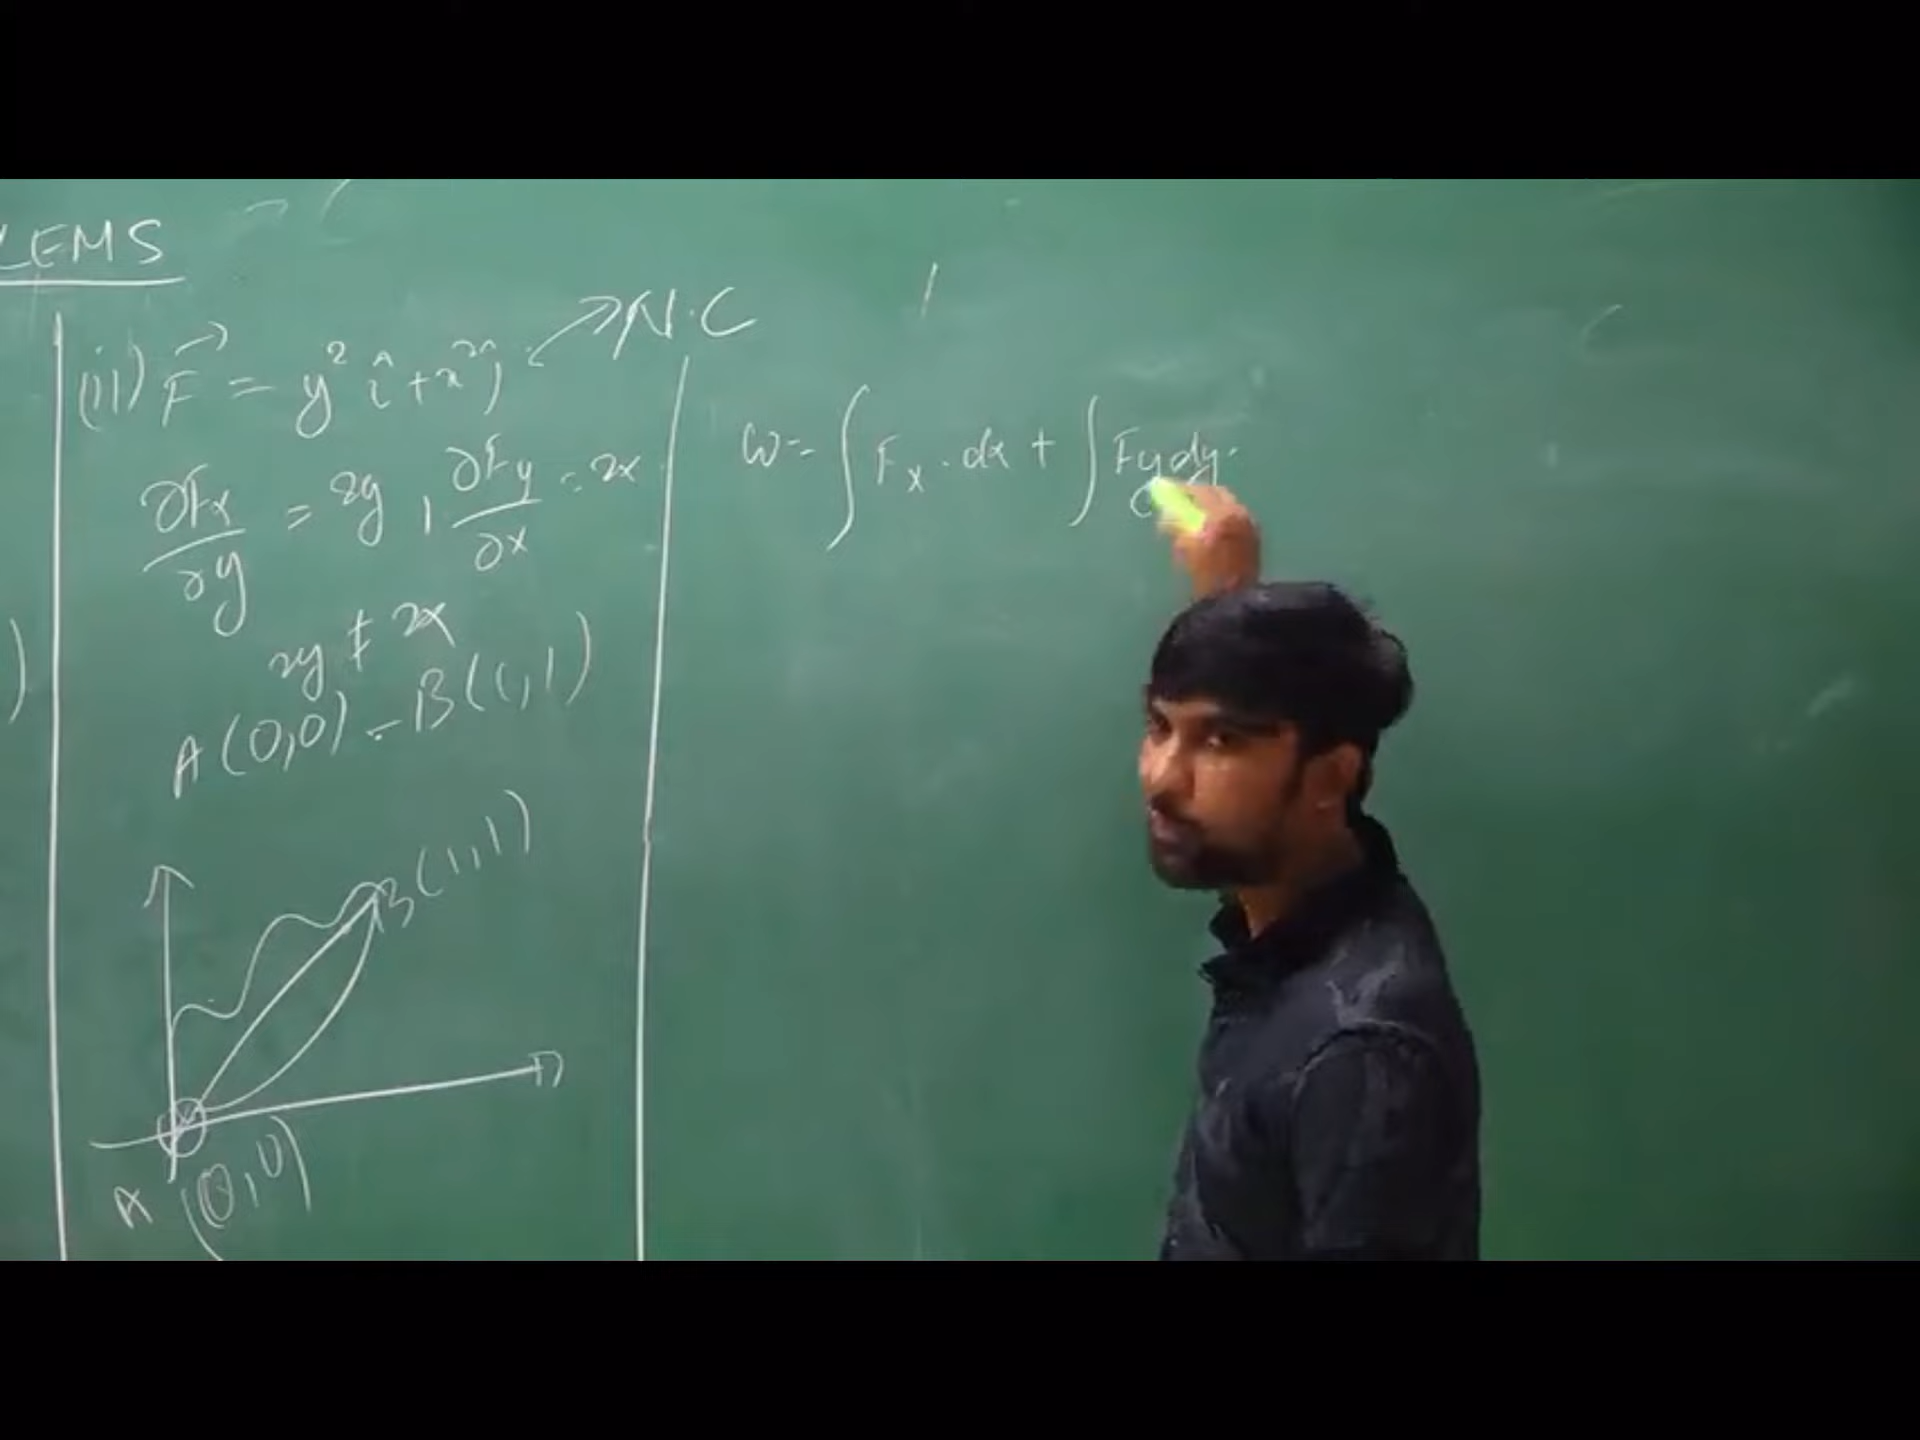 LEMS
→N.C
(ii) F⃗ = y² î + x² ĵ
∂Fx/∂y = 2y , ∂Fy/∂x = 2x
2y ≠ 2x
A(0,0) - B(1,1)
B(1,1)
A (0,0)
)
W = ∫ Fx . dx + ∫ Fy dy.